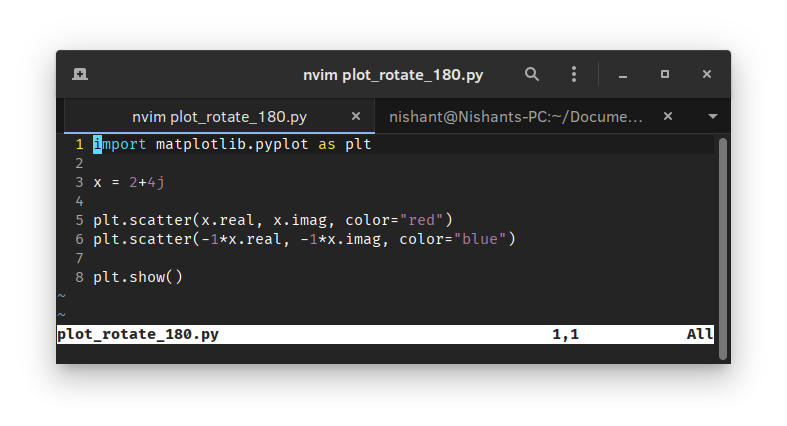 nvim plot_rotate_180.py
nvim plot_rotate_180.py nishant@Nishants-PC:~/Docume...
1 import matplotlib.pyplot as plt
2
3 x = 2+4j
4
5 plt.scatter(x.real, x.imag, color="red")
6 plt.scatter(-1*x.real, -1*x.imag, color="blue")
7
8 plt.show()
~
~
plot_rotate_180.py 1,1 All